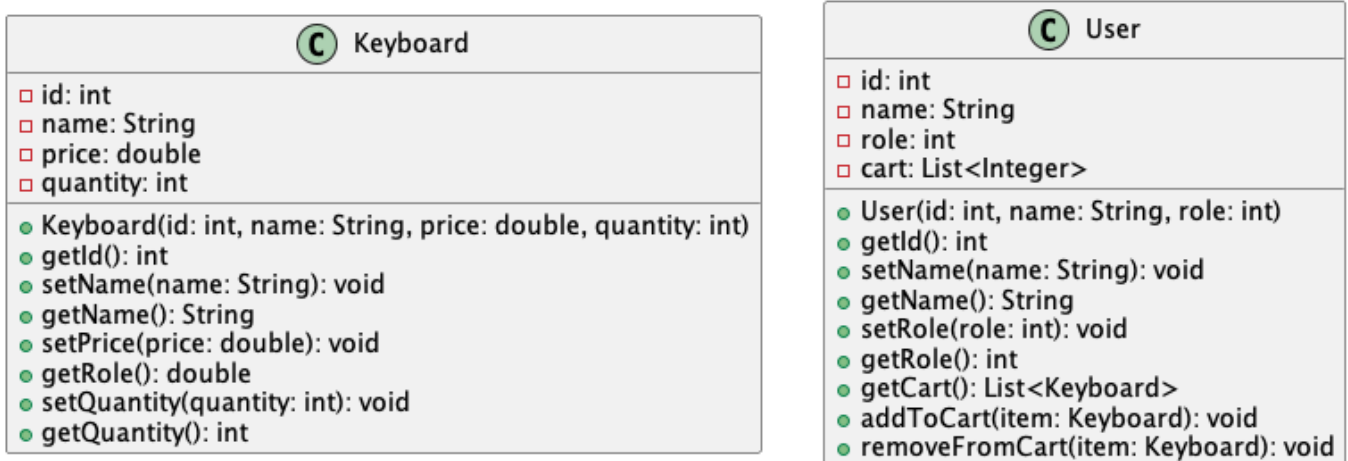 C Keyboard
id: int
name: String
price: double
quantity: int
Keyboard(id: int, name: String, price: double, quantity: int)
getId(): int
setName(name: String): void
getName(): String
setPrice(price: double): void
getRole(): double
setQuantity(quantity: int): void
getQuantity(): int
C User
id: int
name: String
role: int
cart: List<Integer>
User(id: int, name: String, role: int)
getId(): int
setName(name: String): void
getName(): String
setRole(role: int): void
getRole(): int
getCart(): List<Keyboard>
addToCart(item: Keyboard): void
removeFromCart(item: Keyboard): void